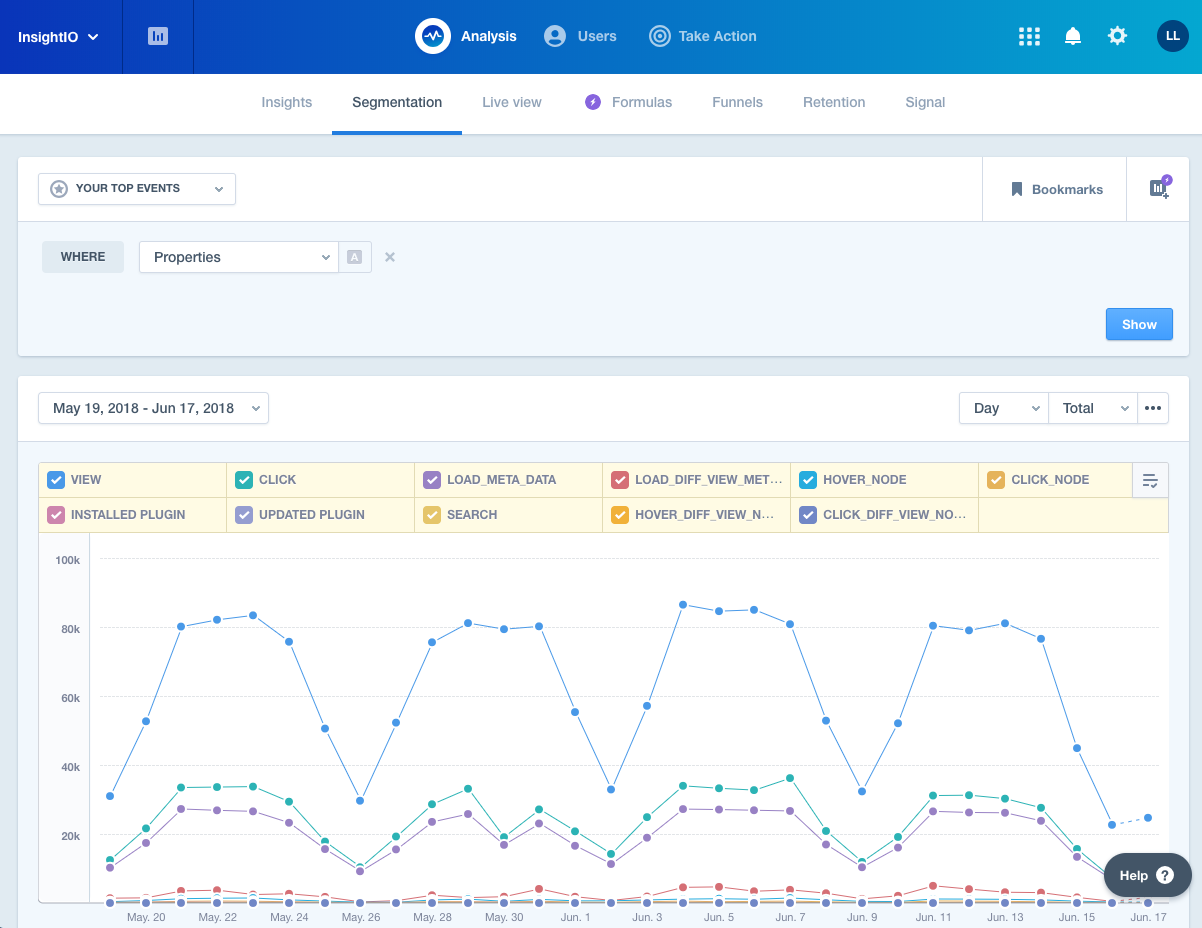 InsightIO
Analysis
Users
Take Action
LL
Insights
Segmentation
Live view
Formulas
Funnels
Retention
Signal
YOUR TOP EVENTS
Bookmarks
WHERE
Properties
A
Show
May 19, 2018 - Jun 17, 2018
Day
Total
VIEW
CLICK
LOAD_META_DATA
LOAD_DIFF_VIEW_MET...
HOVER_NODE
CLICK_NODE
INSTALLED PLUGIN
UPDATED PLUGIN
SEARCH
HOVER_DIFF_VIEW_N...
CLICK_DIFF_VIEW_NO...
100k
80k
60k
40k
20k
Help ?
May. 20
May. 22
May. 24
May. 26
May. 28
May. 30
Jun. 1
Jun. 3
Jun. 5
Jun. 7
Jun. 9
Jun. 11
Jun. 13
Jun. 15
Jun. 17